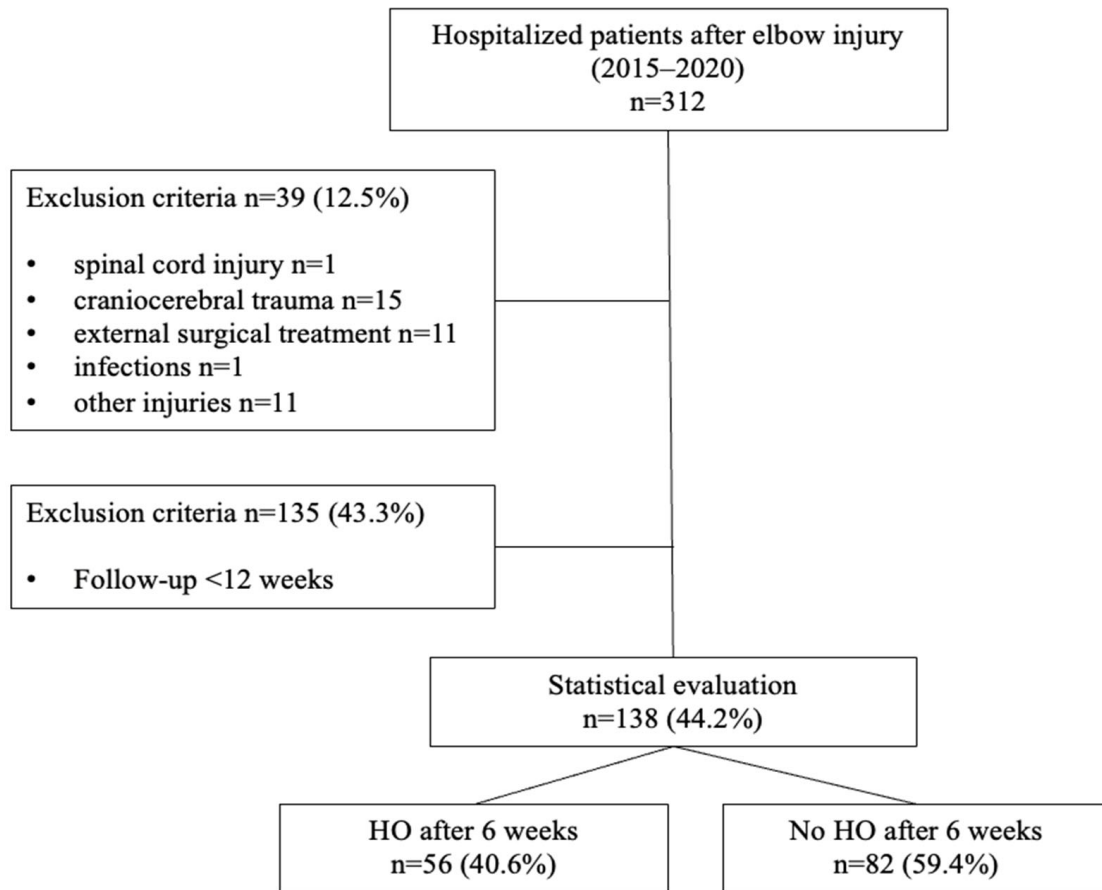 Hospitalized patients after elbow injury
(2015–2020)
n=312
Exclusion criteria n=39 (12.5%)
• spinal cord injury n=1
• craniocerebral trauma n=15
• external surgical treatment n=11
• infections n=1
• other injuries n=11
Exclusion criteria n=135 (43.3%)
• Follow-up <12 weeks
Statistical evaluation
n=138 (44.2%)
HO after 6 weeks
n=56 (40.6%)
No HO after 6 weeks
n=82 (59.4%)